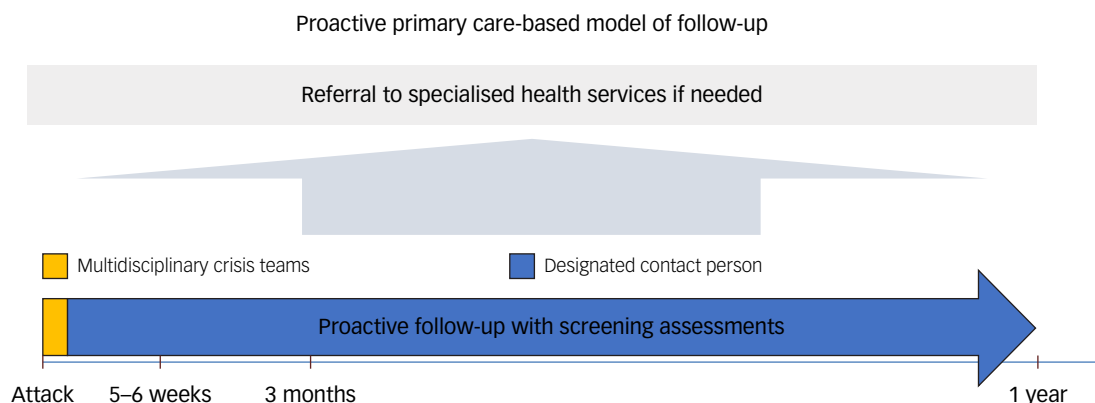 Proactive primary care-based model of follow-up
Referral to specialised health services if needed
Multidisciplinary crisis teams
Designated contact person
Proactive follow-up with screening assessments
Attack
5–6 weeks
3 months
1 year